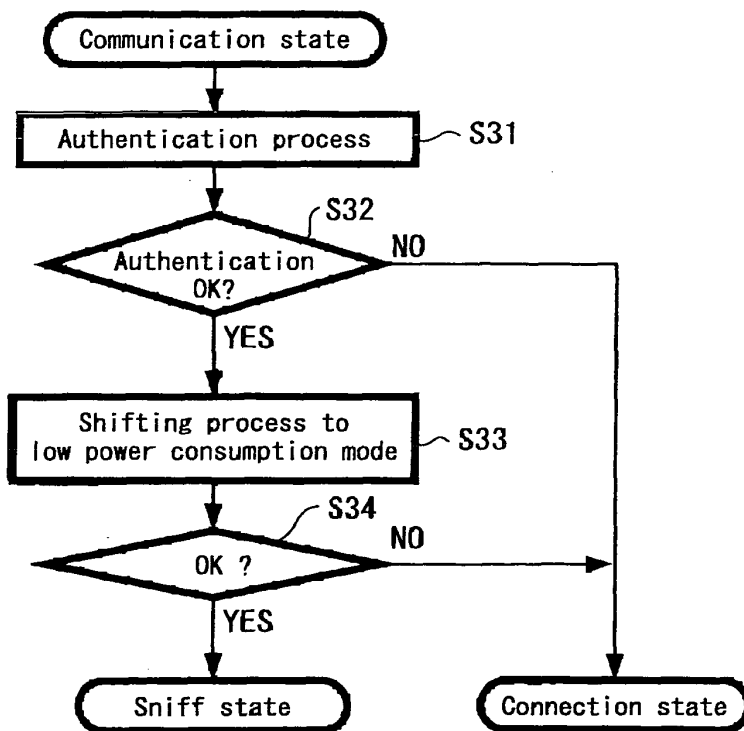 Communication state
Authentication process
S31
S32
Authentication
OK?
NO
YES
Shifting process to
low power consumption mode
S33
S34
OK ?
NO
YES
Sniff state
Connection state